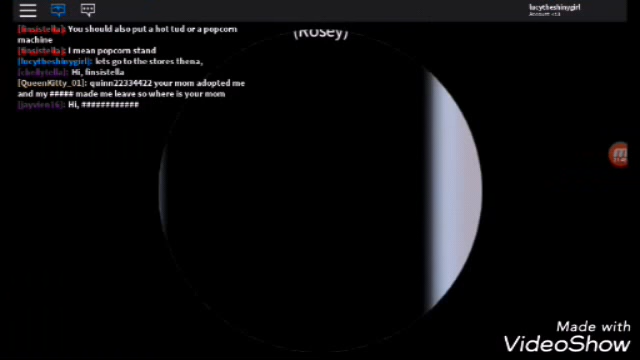 (Rosey)
lucytheshinygirl
[finsistella]: You should also put a hot tud or a popcorn
machine
[finsistella]: I mean popcorn stand
[lucytheshinygirl]: lets go to the stores thena,
Hi, finsistella
[QueenKitty_01]: quinn22334422 your mom adopted me
and my ##### made me leave so where is your mom
[jayvien16]: Hi, ############
Made with
VideoShow